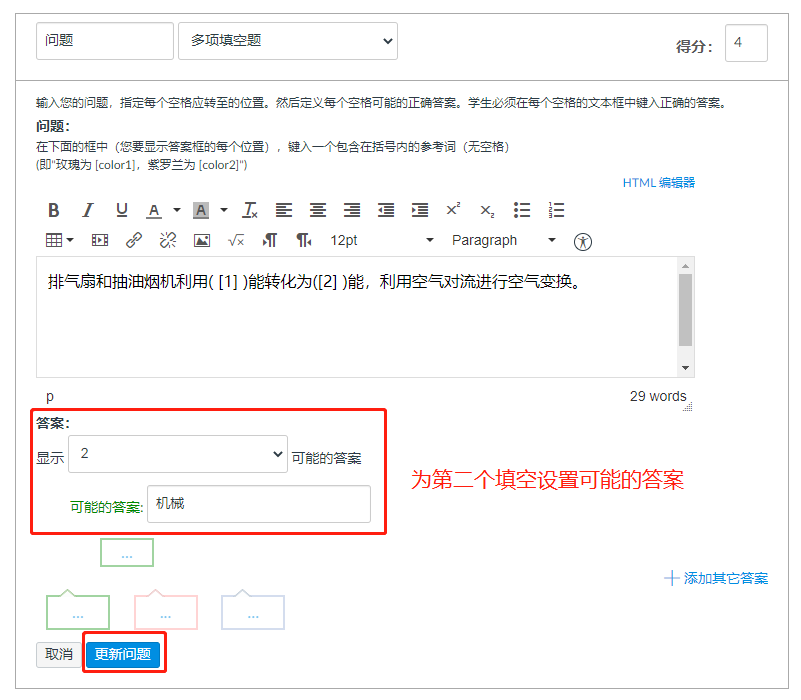 问题 多项填空题 得分： 4
输入您的问题，指定每个空格应转至的位置。然后定义每个空格可能的正确答案。学生必须在每个空格的文本框中键入正确的答案。
问题：
在下面的框中（您要显示答案框的每个位置），键入一个包含在括号内的参考词（无空格）
(即"玫瑰为 [color1]，紫罗兰为 [color2]")
HTML 编辑器
B I U A A Tx x² x₂
√x 12pt Paragraph
排气扇和抽油烟机利用( [1] )能转化为([2] )能，利用空气对流进行空气变换。
p 29 words
答案：
显示 2 可能的答案
为第二个填空设置可能的答案
可能的答案: 机械
...
添加其它答案
... ... ...
取消 更新问题